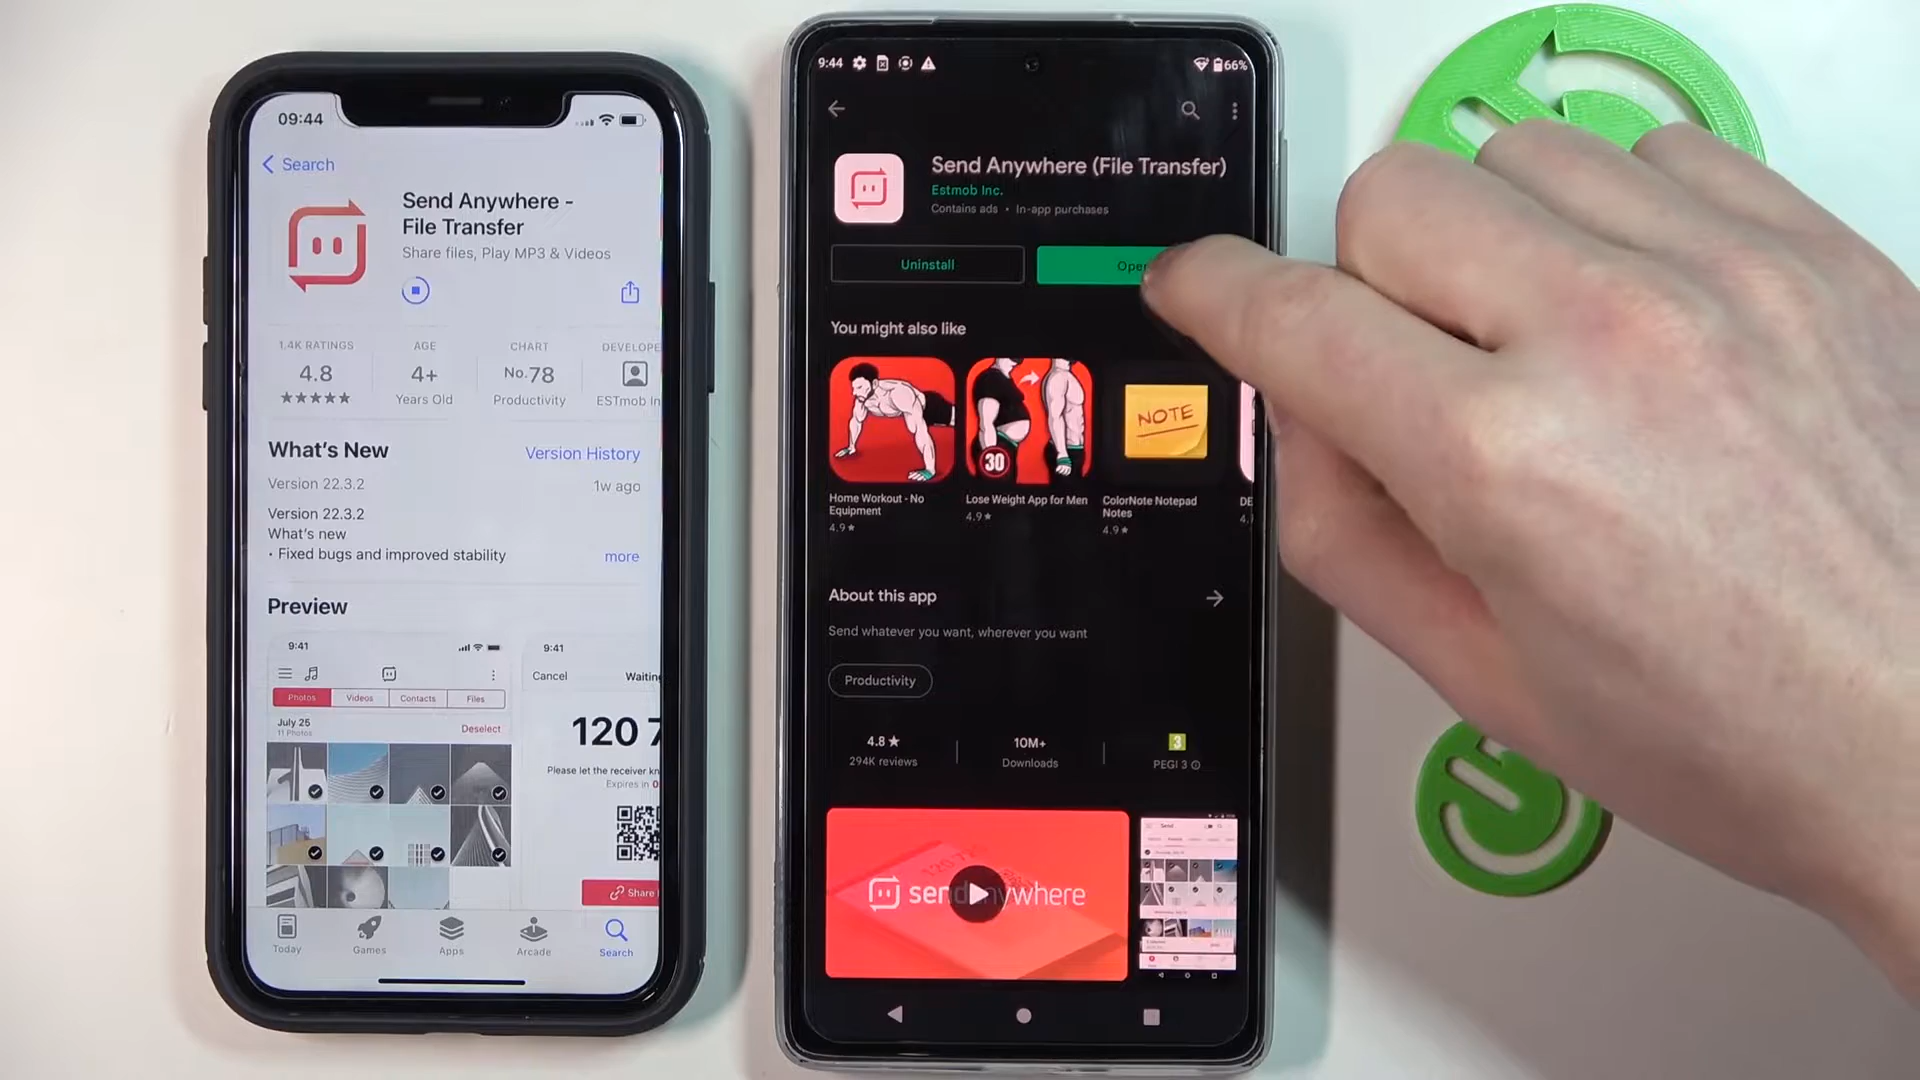 09:44
Search
Send Anywhere -
File Transfer
Share files, Play MP3 & Videos
1.4K RATINGS
4.8
★★★★★
AGE
4+
Years Old
CHART
No.78
Productivity
DEVELOPE
ESTmob In
What's New
Version History
Version 22.3.2
1w ago
Version 22.3.2
What's new
• Fixed bugs and improved stability
more
Preview
9:41
Photos
Videos
Contacts
Files
July 25
11 Photos
Deselect
9:41
Cancel
Waiting
120 7
Please let the receiver kn
Expires in 0
Share
Today
Games
Apps
Arcade
Search
9:44
66%
Send Anywhere (File Transfer)
Estmob Inc.
Contains ads • In-app purchases
Uninstall
Open
You might also like
30
NOTE
Home Workout - No
Equipment
4.9★
Lose Weight App for Men
4.9★
ColorNote Notepad
Notes
4.9★
DE
4.
About this app
Send whatever you want, wherever you want
Productivity
4.8★
294K reviews
10M+
Downloads
3
PEGI 3
120 7
sendanywhere
Send